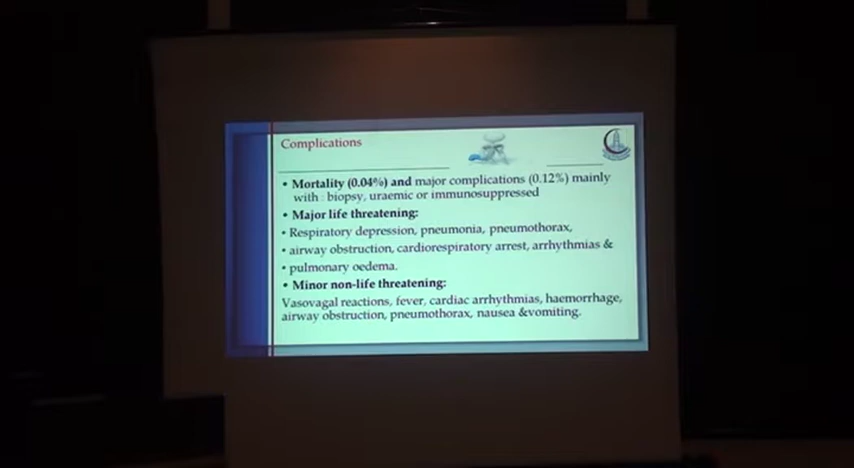 Complications
• Mortality (0.04%) and major complications (0.12%) mainly
with : biopsy, uraemic or immunosuppressed
• Major life threatening:
• Respiratory depression, pneumonia, pneumothorax,
• airway obstruction, cardiorespiratory arrest, arrhythmias &
• pulmonary oedema.
• Minor non-life threatening:
Vasovagal reactions, fever, cardiac arrhythmias, haemorrhage,
airway obstruction, pneumothorax, nausea &vomiting.